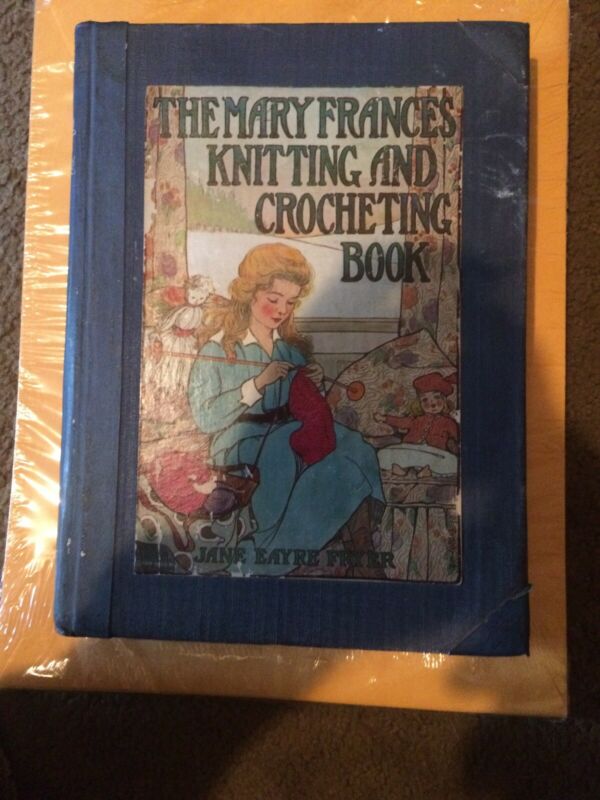 THE MARY FRANCES
KNITTING AND
CROCHETING
BOOK
JANE EAYRE FRYER